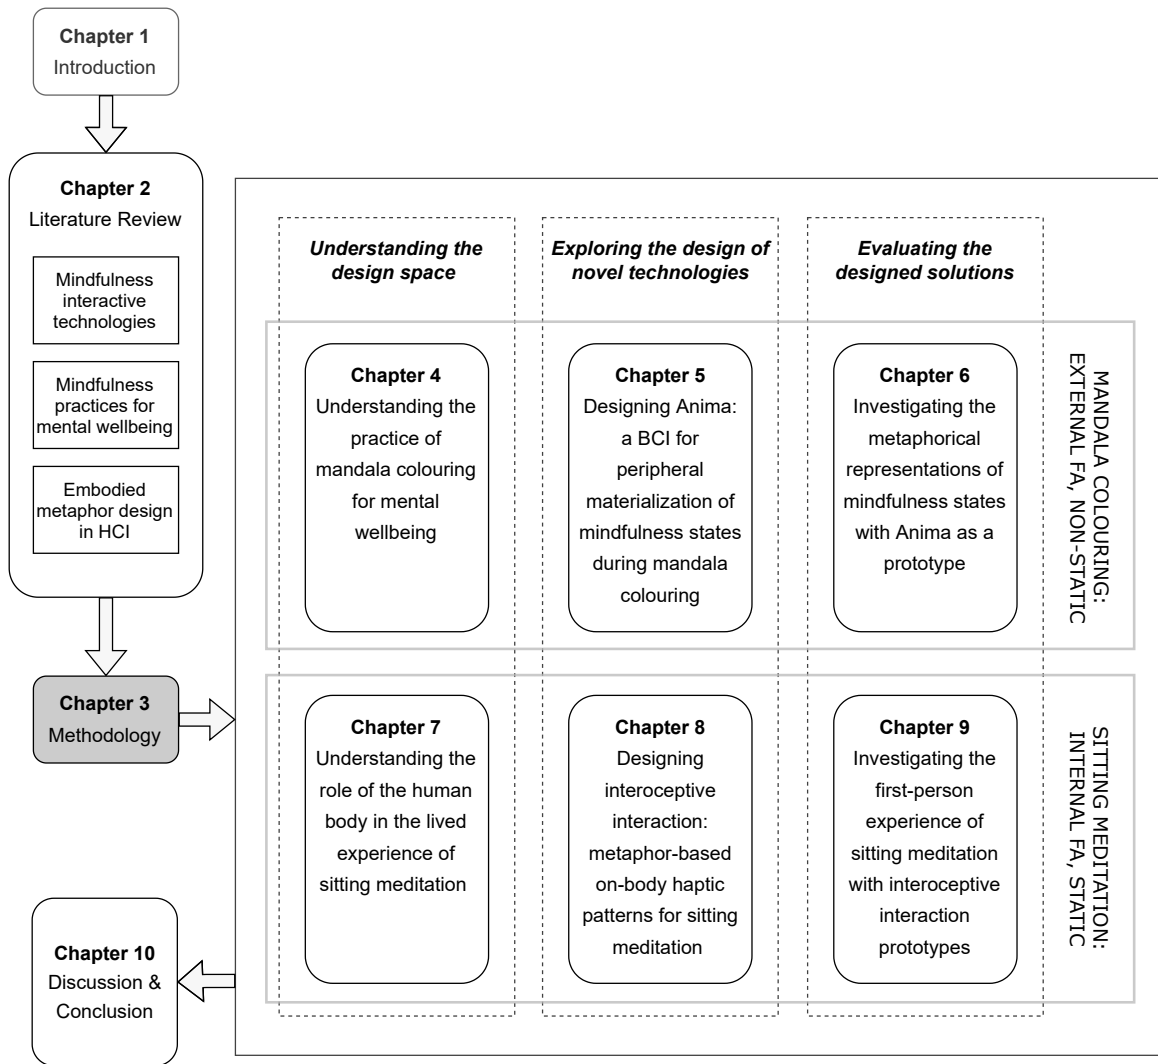 Chapter 1
Introduction
Chapter 2
Literature Review
Mindfulness
interactive
technologies
Mindfulness
practices for
mental wellbeing
Embodied
metaphor design
in HCI
Chapter 3
Methodology
Understanding the
design space
Exploring the design of
novel technologies
Evaluating the
designed solutions
Chapter 4
Understanding the
practice of
mandala colouring
for mental
wellbeing
Chapter 5
Designing Anima:
a BCI for
peripheral
materialization of
mindfulness states
during mandala
colouring
Chapter 6
Investigating the
metaphorical
representations of
mindfulness states
with Anima as a
prototype
MANDALA COLOURING:
EXTERNAL FA, NON-STATIC
Chapter 7
Understanding the
role of the human
body in the lived
experience of
sitting meditation
Chapter 8
Designing
interoceptive
interaction:
metaphor-based
on-body haptic
patterns for sitting
meditation
Chapter 9
Investigating the
first-person
experience of
sitting meditation
with interoceptive
interaction
prototypes
SITTING MEDITATION:
INTERNAL FA, STATIC
Chapter 10
Discussion &
Conclusion